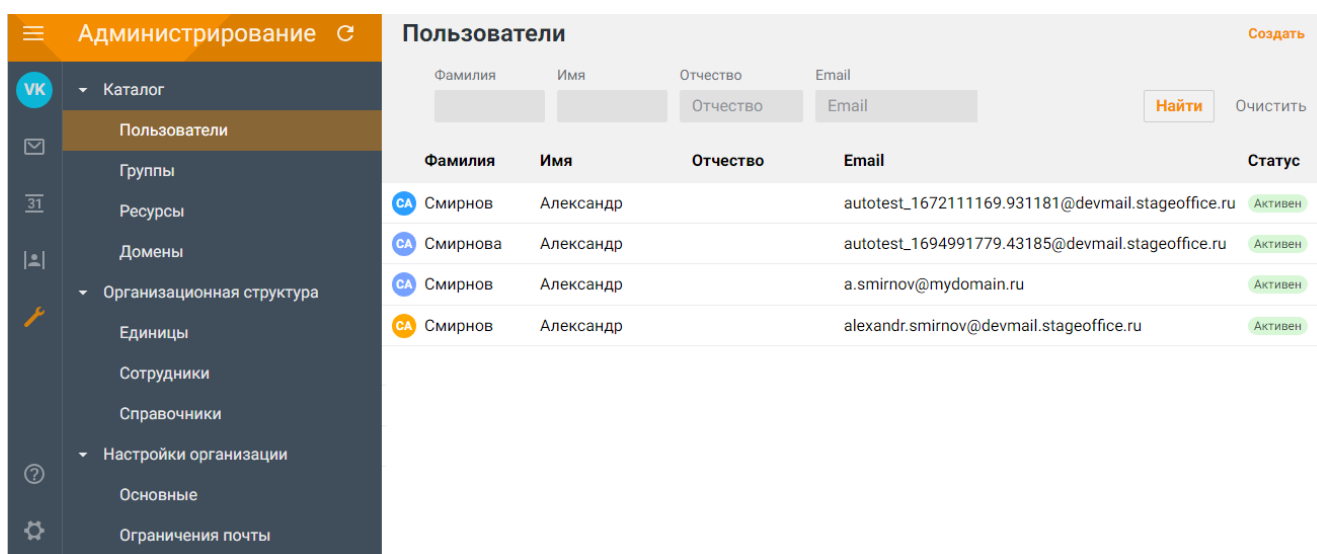 Администрирование
VK
31
Каталог
Пользователи
Группы
Ресурсы
Домены
Организационная структура
Единицы
Сотрудники
Справочники
Настройки организации
Основные
Ограничения почты
Пользователи
Создать
Фамилия Имя Отчество Email
Отчество Email Найти Очистить
Фамилия Имя Отчество Email Статус
СА Смирнов Александр autotest_1672111169.931181@devmail.stageoffice.ru Активен
СА Смирнова Александр autotest_1694991779.43185@devmail.stageoffice.ru Активен
СА Смирнов Александр a.smirnov@mydomain.ru Активен
СА Смирнов Александр alexandr.smirnov@devmail.stageoffice.ru Активен